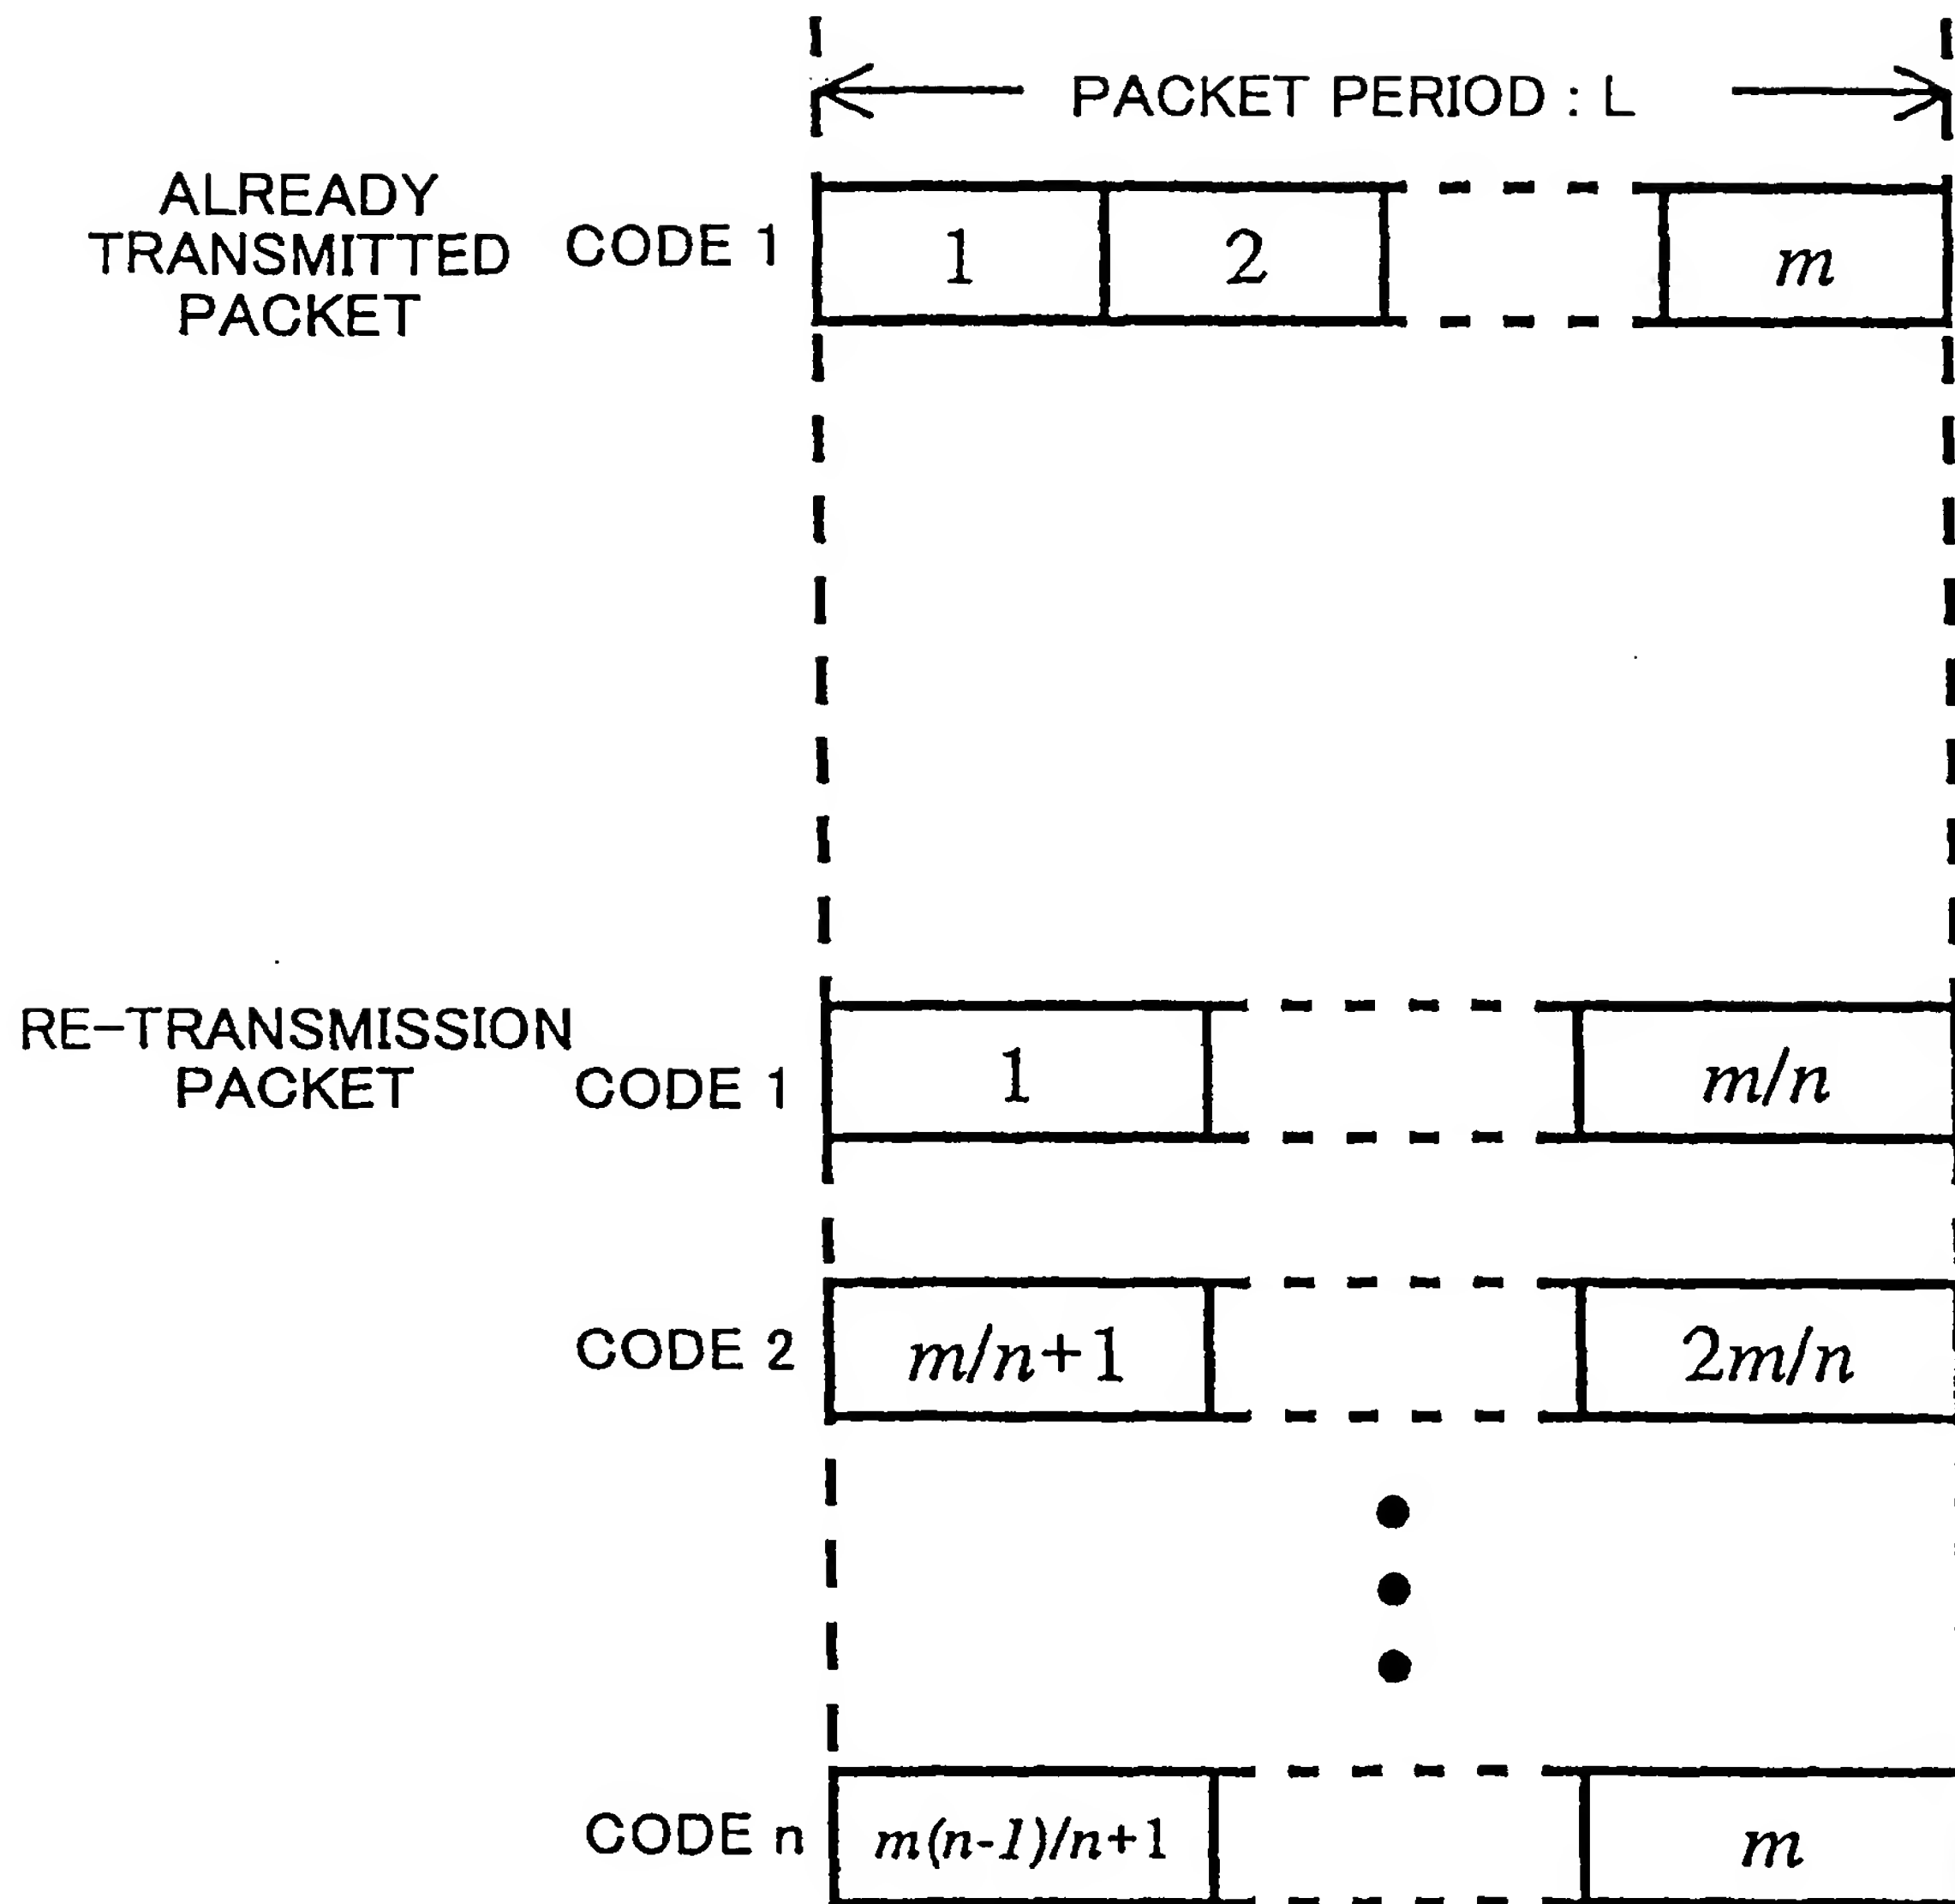 PACKET PERIOD : L
ALREADY
TRANSMITTED
PACKET
CODE 1
1
2
m
RE-TRANSMISSION
PACKET
CODE 1
1
m/n
CODE 2
m/n+1
2m/n
CODE n
m(n-1)/n+1
m